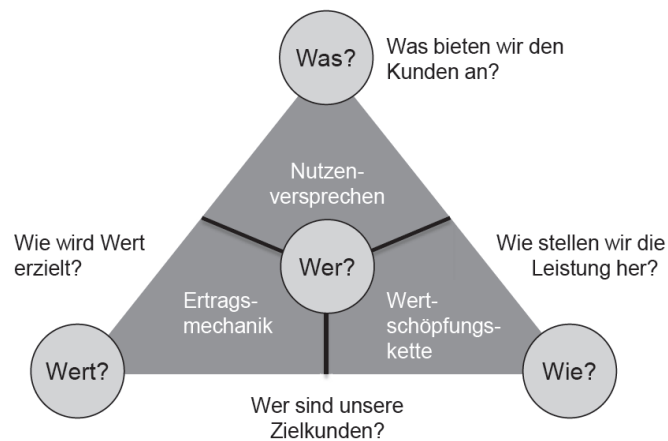 Was?
Was bieten wir den
Kunden an?
Nutzen-
versprechen
Wie wird Wert
erzielt?
Wer?
Wie stellen wir die
Leistung her?
Ertrags-
mechanik
Wert-
schöpfungs-
kette
Wert?
Wie?
Wer sind unsere
Zielkunden?